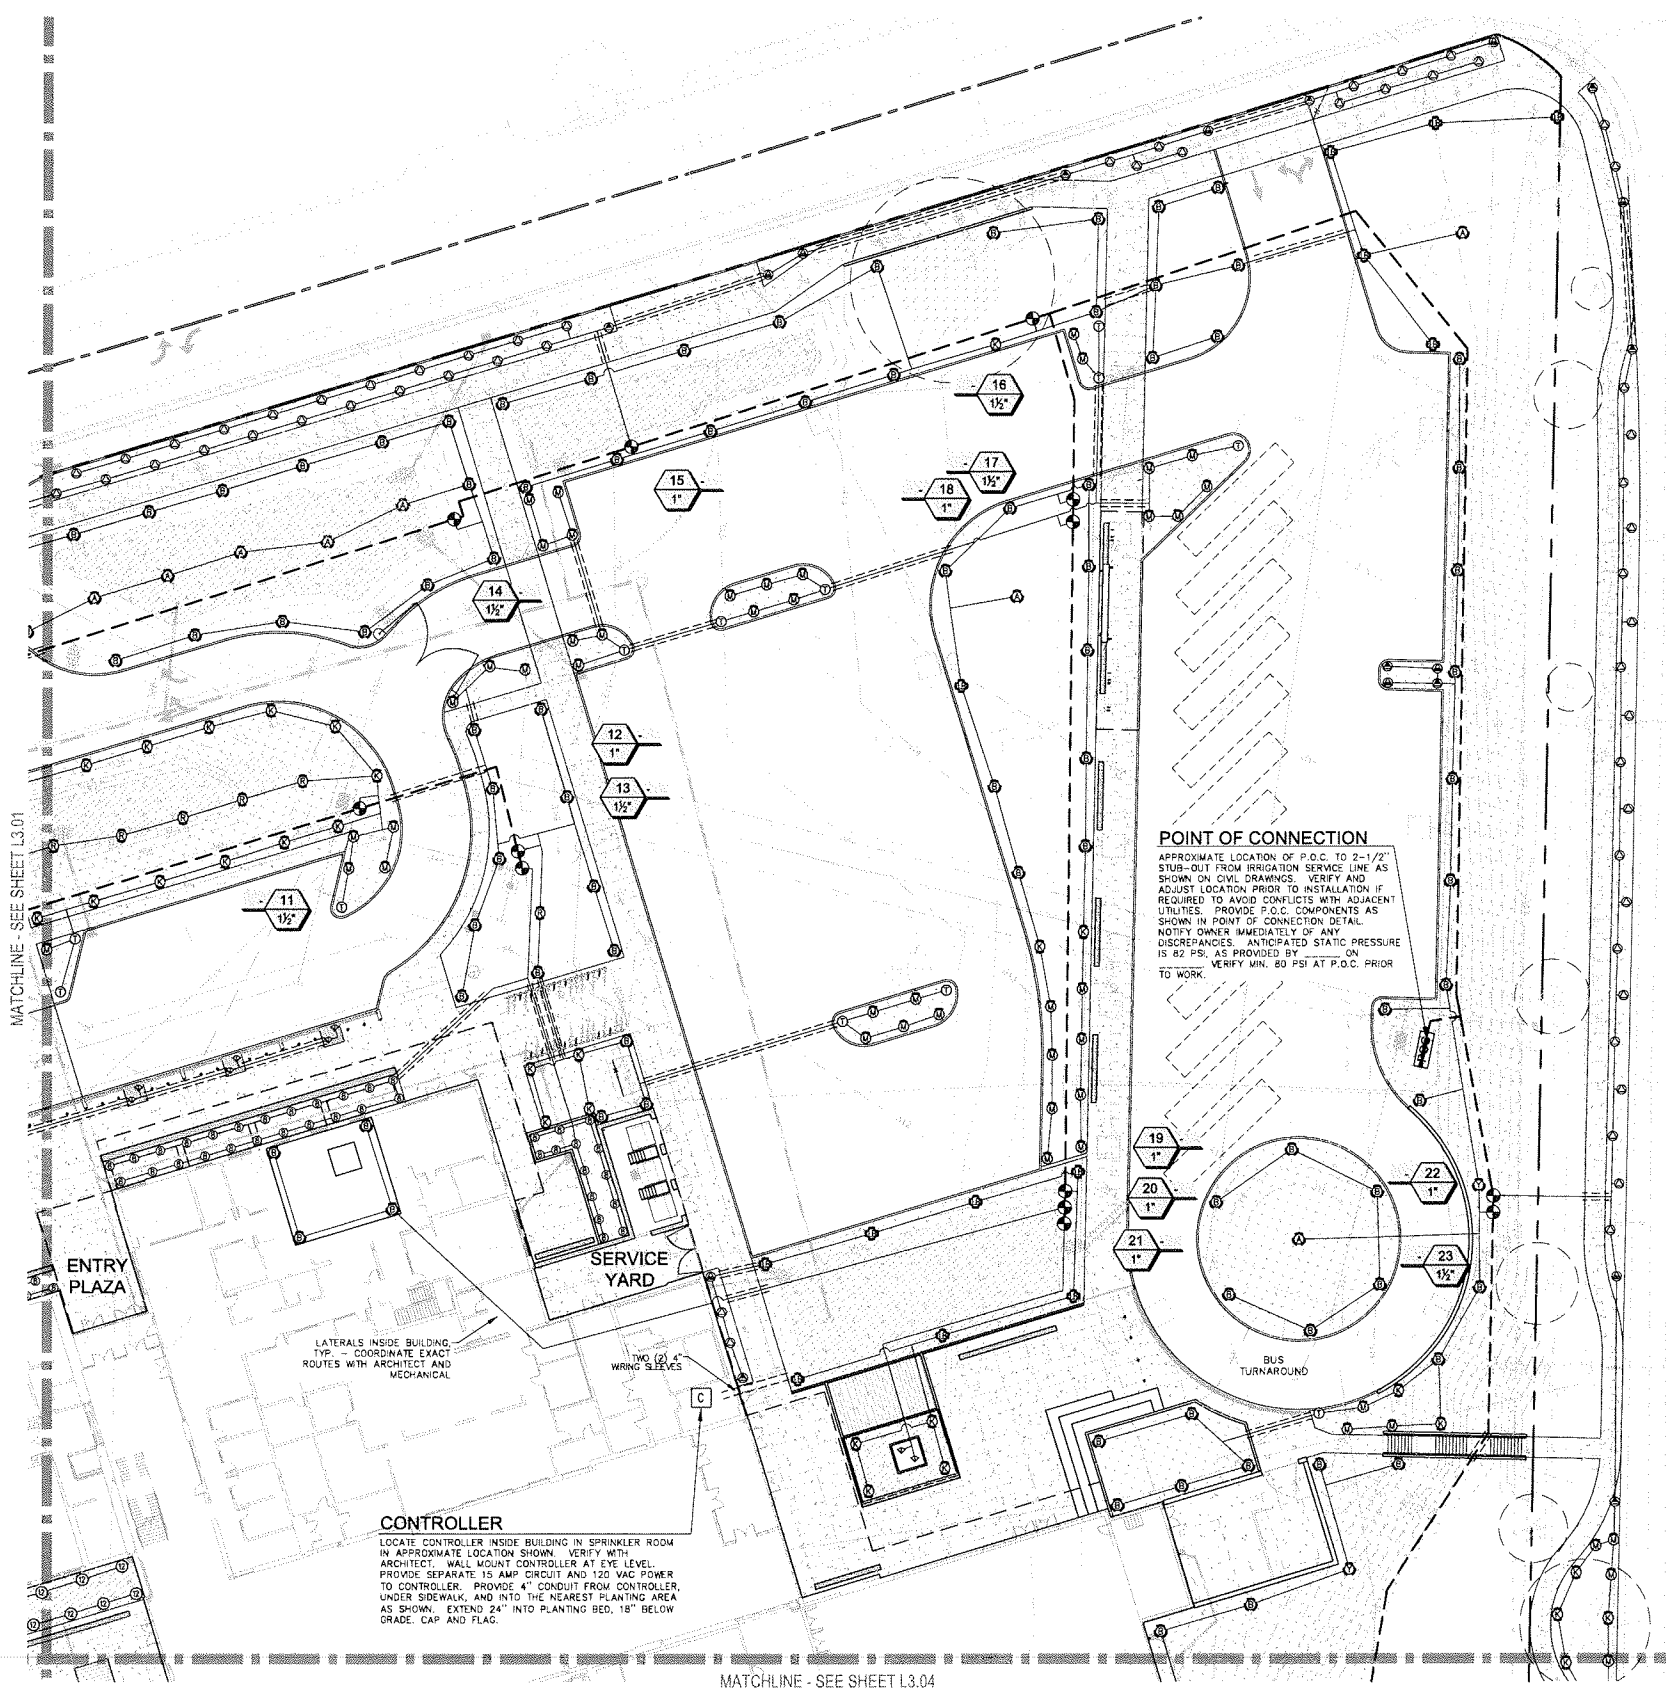 16
1½"
17
1½"
15
1"
18
1"
14
1½"
12
1"
13
1½"
11
1½"
MATCHLINE - SEE SHEET L3.01
POINT OF CONNECTION
APPROXIMATE LOCATION OF P.O.C. TO 2-1/2"
STUB-OUT FROM IRRIGATION SERVICE LINE AS
SHOWN ON CIVIL DRAWINGS. VERIFY AND
ADJUST LOCATION PRIOR TO INSTALLATION IF
REQUIRED TO AVOID CONFLICTS WITH ADJACENT
UTILITIES. PROVIDE P.O.C. COMPONENTS AS
SHOWN IN POINT OF CONNECTION DETAIL.
NOTIFY OWNER IMMEDIATELY OF ANY
DISCREPANCIES. ANTICIPATED STATIC PRESSURE
IS 82 PSI, AS PROVIDED BY ______ ON
______ VERIFY MIN. 80 PSI AT P.O.C. PRIOR
TO WORK.
19
1"
20
1"
21
1"
22
1"
23
1½"
ENTRY
PLAZA
SERVICE
YARD
LATERALS INSIDE BUILDING,
TYP. - COORDINATE EXACT
ROUTES WITH ARCHITECT AND
MECHANICAL
TWO (2) 4"
WIRING SLEEVES
C
BUS
TURNAROUND
CONTROLLER
LOCATE CONTROLLER INSIDE BUILDING IN SPRINKLER ROOM
IN APPROXIMATE LOCATION SHOWN. VERIFY WITH
ARCHITECT. WALL MOUNT CONTROLLER AT EYE LEVEL.
PROVIDE SEPARATE 15 AMP CIRCUIT AND 120 VAC POWER
TO CONTROLLER. PROVIDE 4" CONDUIT FROM CONTROLLER,
UNDER SIDEWALK, AND INTO THE NEAREST PLANTING AREA
AS SHOWN. EXTEND 24" INTO PLANTING BED, 18" BELOW
GRADE. CAP AND FLAG.
MATCHLINE - SEE SHEET L3.04